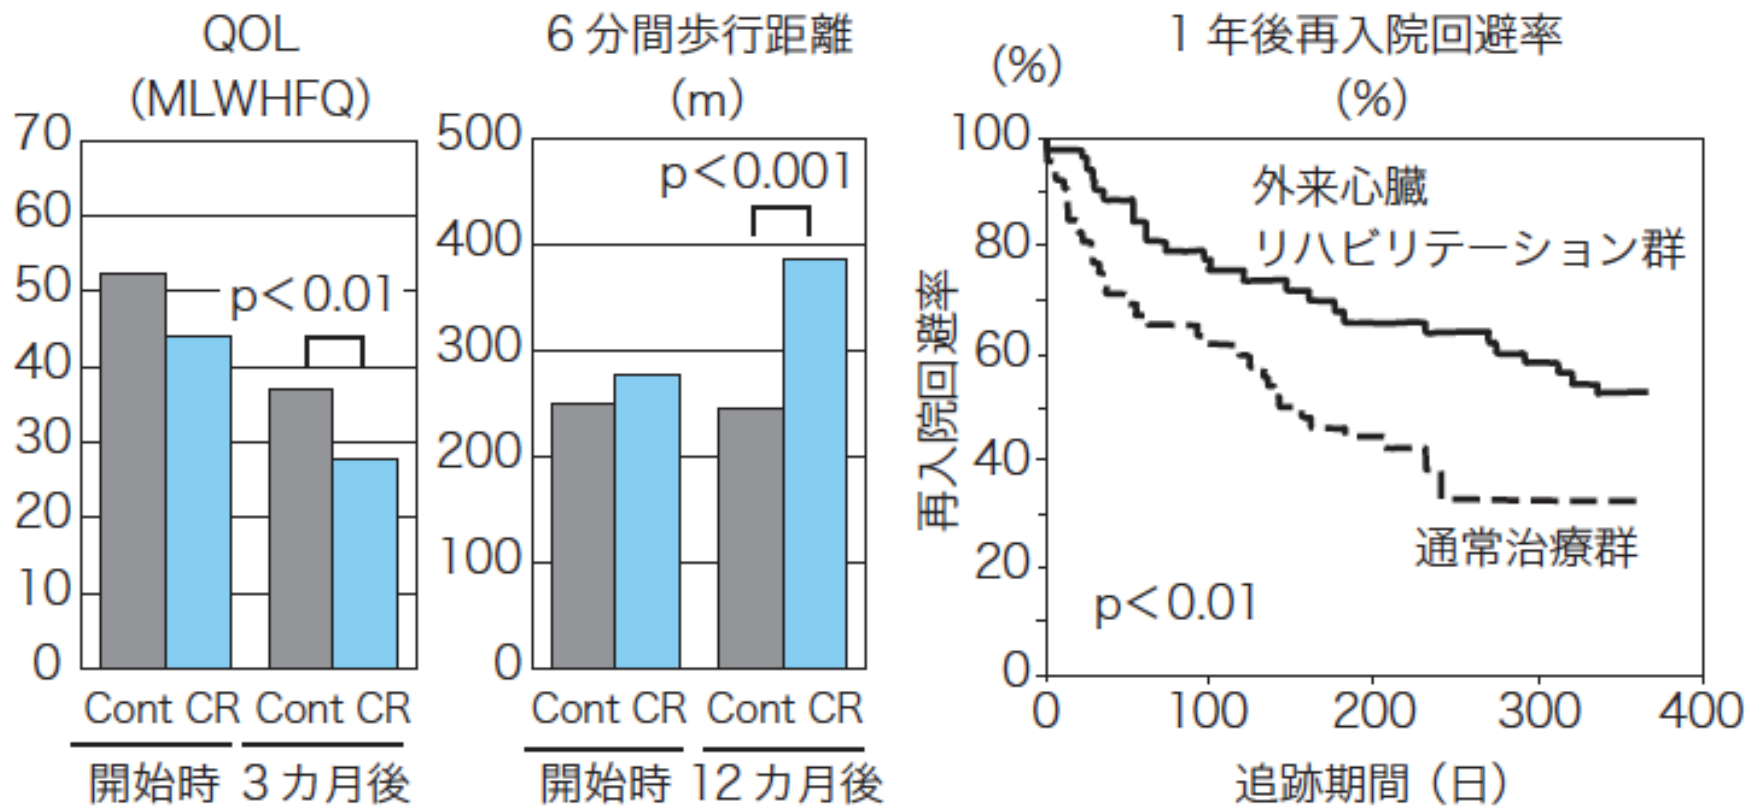 QOL
(MLWHFQ)
70
60
50
40
30
20
10
0
p<0.01
Cont CR Cont CR
開始時 3カ月後
6分間歩行距離
(m)
500
400
300
200
100
0
p<0.001
Cont CR Cont CR
開始時 12カ月後
1年後再入院回避率
(%)
(%)
100
80
60
40
20
0
再入院回避率
外来心臓
リハビリテーション群
通常治療群
p<0.01
0 100 200 300 400
追跡期間(日)